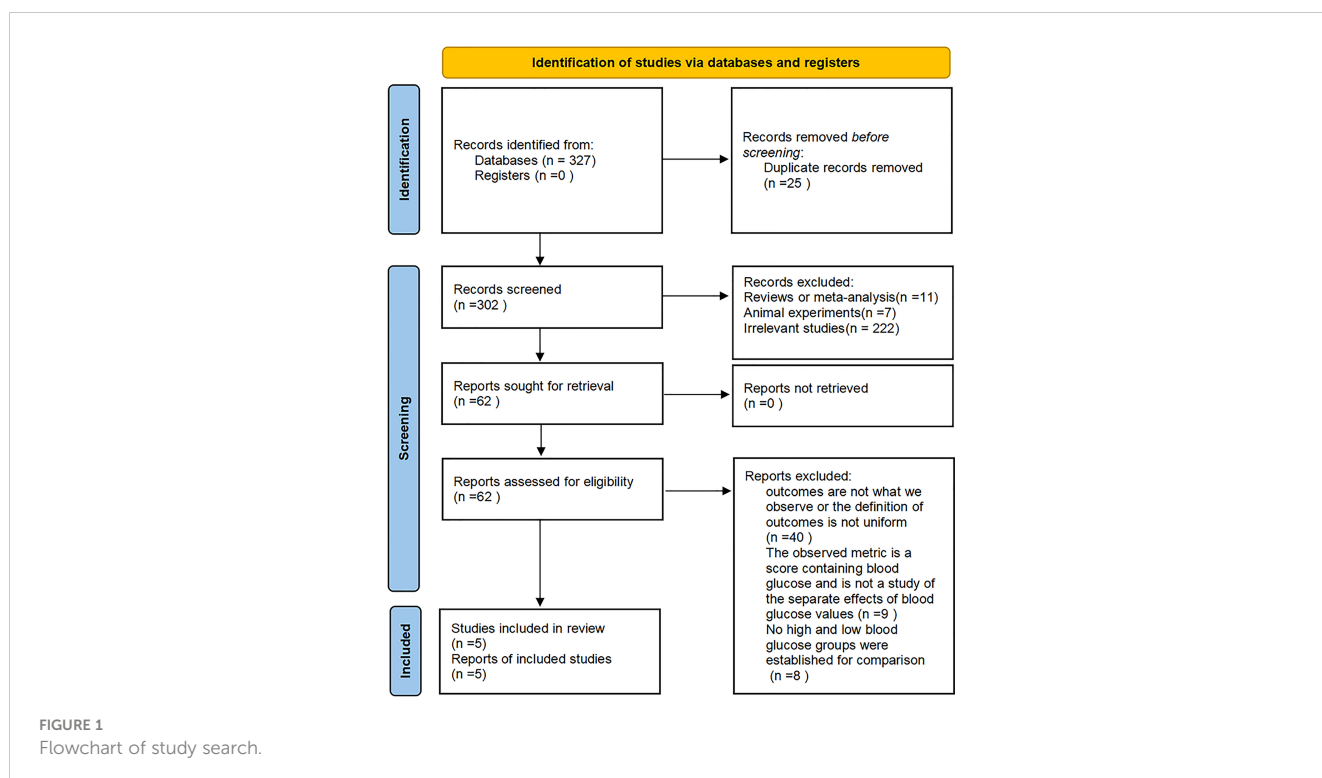 Identification of studies via databases and registers
Identification
Records identified from:
Databases (n = 327)
Registers (n =0 )
Records removed before
screening:
Duplicate records removed
(n =25 )
Screening
Records screened
(n =302 )
Records excluded:
Reviews or meta-analysis(n =11)
Animal experiments(n =7)
Irrelevant studies(n = 222)
Reports sought for retrieval
(n =62 )
Reports not retrieved
(n =0 )
Reports assessed for eligibility
(n =62 )
Reports excluded:
outcomes are not what we
observe or the definition of
outcomes is not uniform
(n =40 )
The observed metric is a
score containing blood
glucose and is not a study of
the separate effects of blood
glucose values (n =9 )
No high and low blood
glucose groups were
established for comparison
(n =8 )
Included
Studies included in review
(n =5)
Reports of included studies
(n =5)
FIGURE 1
Flowchart of study search.